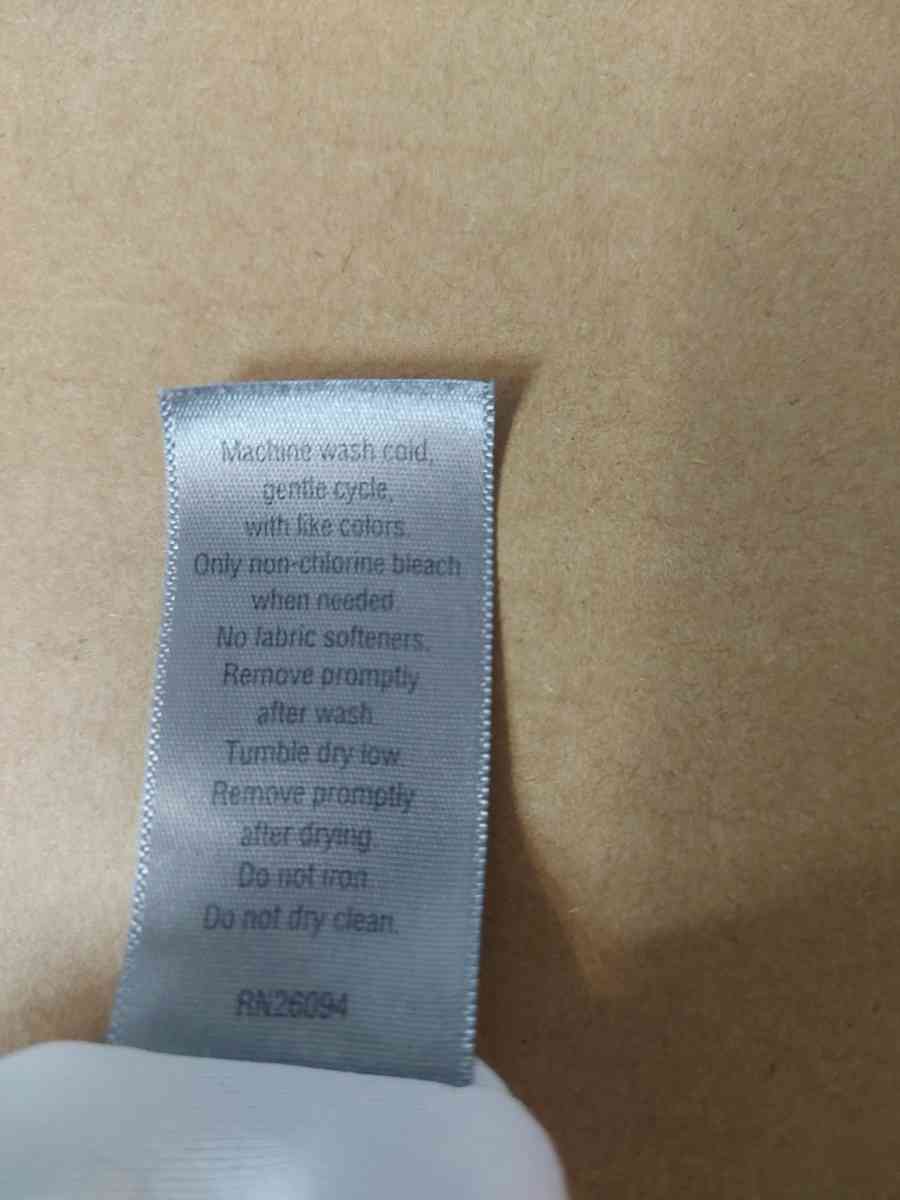 Machine wash cold,
gentle cycle,
with like colors.
Only non-chlorine bleach
when needed
No fabric softeners.
Remove promptly
after wash.
Tumble dry low
Remove promptly
after drying.
Do not iron.
Do not dry clean.
RN26094